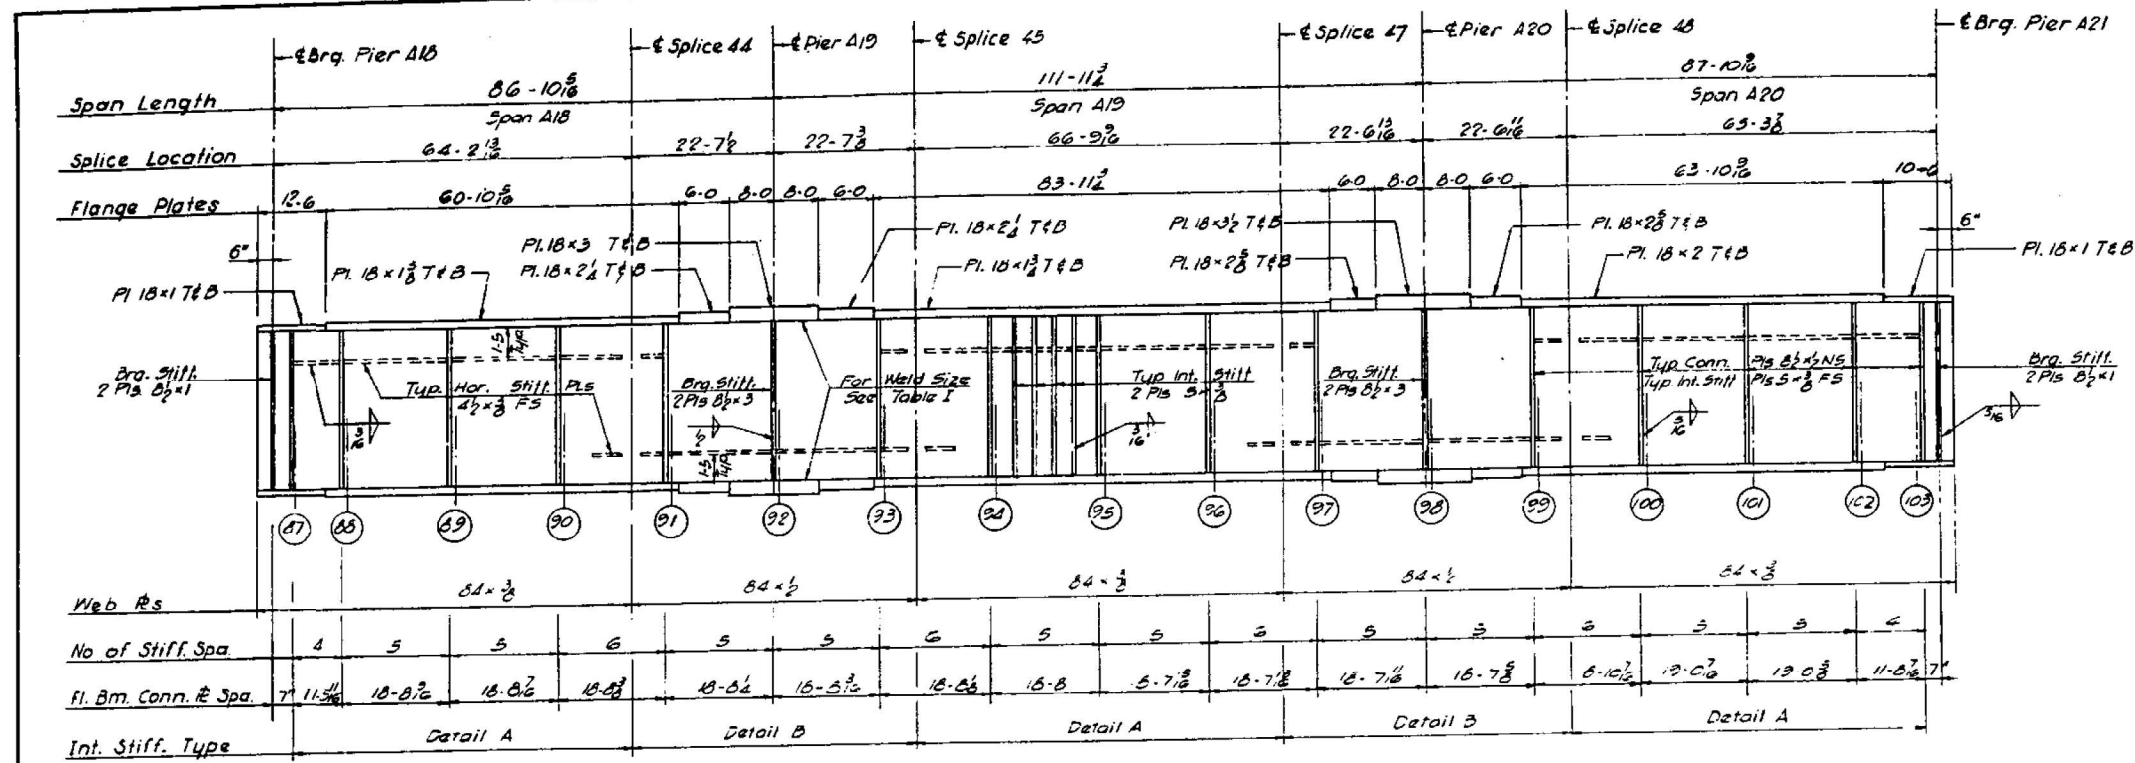 ℄ Brg. Pier A18
℄ Splice 44
℄ Pier A19
℄ Splice 45
℄ Splice 47
℄ Pier A20
℄ Splice 48
℄ Brg. Pier A21
Span Length
86-10 5/16
111-11 3/4
87-10 9/16
Span A18
Span A19
Span A20
Splice Location
64-2 13/16
22-7 1/2
22-7 3/8
66-9 9/16
22-6 13/16
22-6 11/16
65-3 7/8
Flange Plates
12-6
60-10 5/16
6-0
8-0
8-0
6-0
83-11 3/4
6-0
8-0
8-0
6-0
63-10 9/16
10-6
6"
6"
Pl. 18×1 T&B
Pl. 18×1 3/8 T&B
Pl. 18×3 T&B
Pl. 18×2 1/4 T&B
Pl. 18×2 1/4 T&B
Pl. 18×1 3/4 T&B
Pl. 18×3 1/2 T&B
Pl. 18×2 5/8 T&B
Pl. 18×2 5/8 T&B
Pl. 18×2 T&B
Pl. 18×1 T&B
1-5
Typ.
Brg. Stiff.
2 Pls. 8 1/2×1
Typ. Hor. Stiff. Pls
4 1/2×3/8 FS
5/16
Brg. Stiff.
2 Pls 8 1/2×3
1/2
1-5
Typ.
For Weld Size
See Table I
Typ. Int. Stiff
2 Pls 5×3/8
3/16
Brg. Stiff.
2 Pls 8 1/2×3
Typ. Conn. Pls 8 1/2×1/2 NS,
Typ. Int. Stiff Pls 5×3/8 FS
3/16
Brg. Stiff.
2 Pls 8 1/2×1
5/16
87
88
89
90
91
92
93
94
95
96
97
98
99
100
101
102
103
Web ℞s
84×3/8
84×1/2
84×3/8
84×1/2
84×3/8
No of Stiff. Spa.
4
5
5
6
5
5
6
5
5
6
5
5
6
5
5
4
Fl. Bm. Conn. ℞ Spa.
7"
11-5 11/16
18-8 9/16
18-8 7/16
18-8 3/8
18-8 1/4
18-8 3/16
18-8 1/8
18-8
18-7 11/16
18-7 5/8
19-0 7/16
19-0 3/8
11-8 7/16
7"
Int. Stiff. Type
Detail A
Detail B
Detail A
Detail B
Detail A